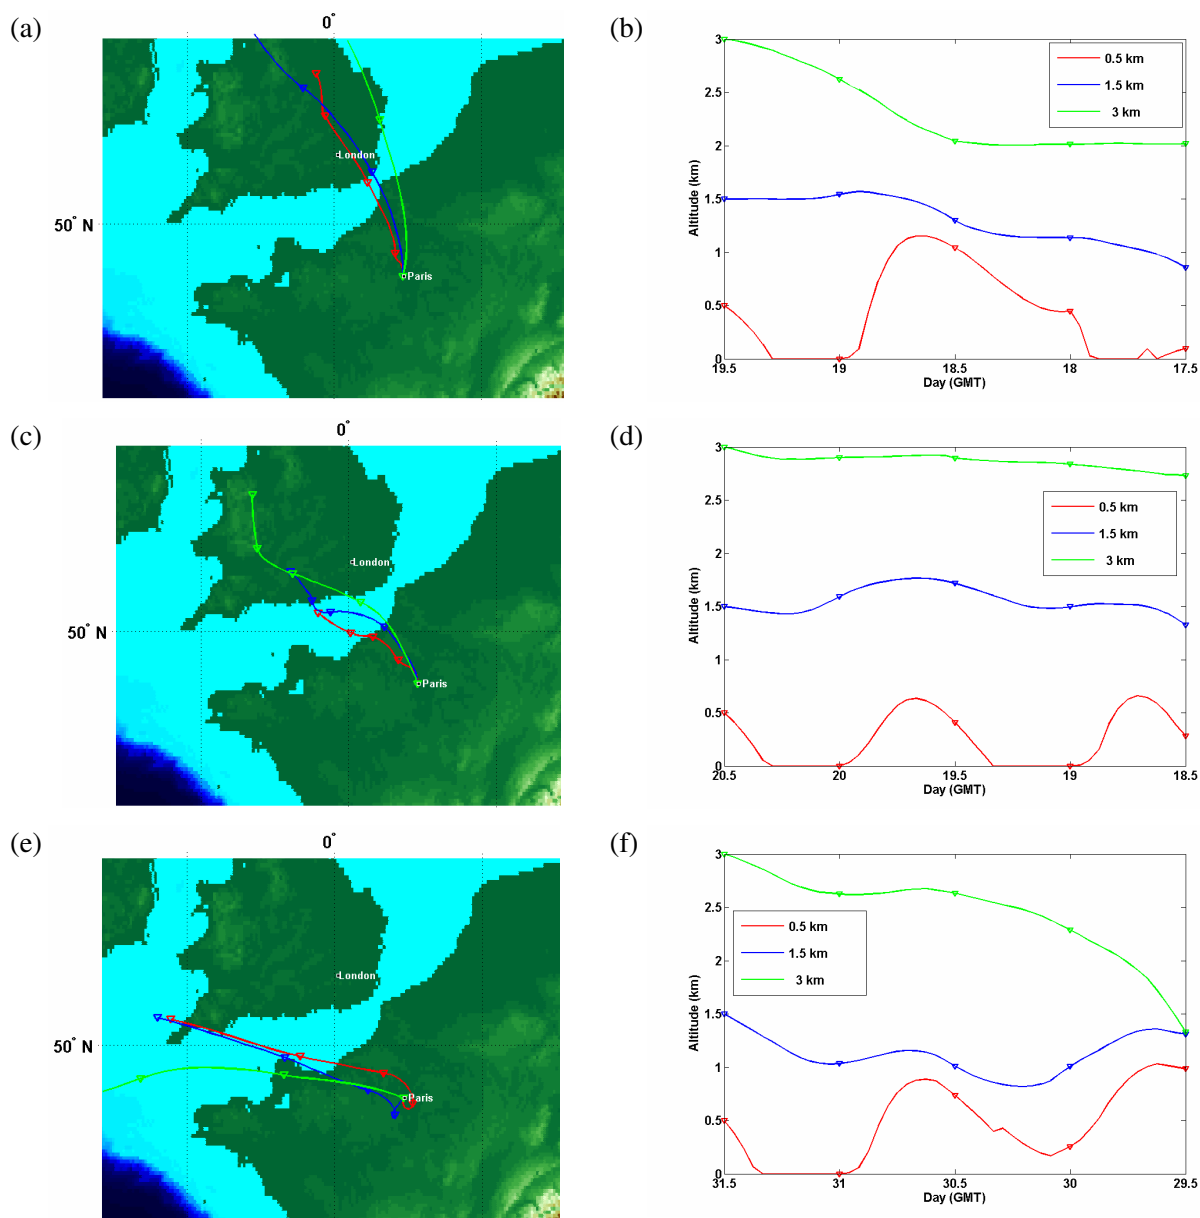 (a)
0°
London
50° N
Paris
(b)
3
2.5
2
1.5
1
0.5
0
Altitude (km)
0.5 km
1.5 km
3 km
19.5
19
18.5
18
17.5
Day (GMT)
(c)
0°
London
50° N
Paris
(d)
3
2.5
2
1.5
1
0.5
0
Altitude (km)
0.5 km
1.5 km
3 km
20.5
20
19.5
19
18.5
Day (GMT)
(e)
0°
London
50° N
Paris
(f)
3
2.5
2
1.5
1
0.5
0
Altitude (km)
0.5 km
1.5 km
3 km
31.5
31
30.5
30
29.5
Day (GMT)